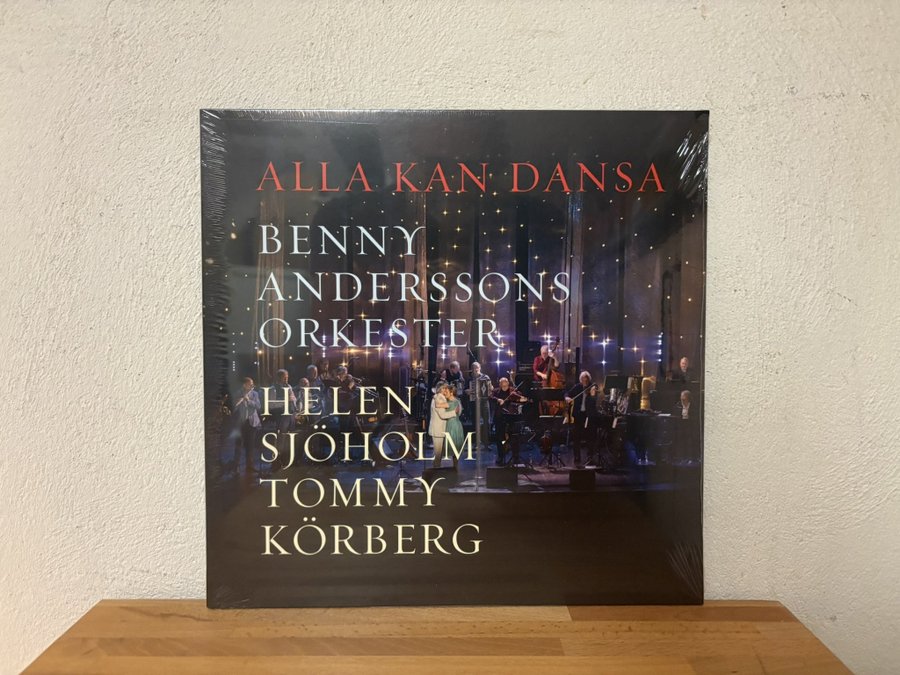 ALLA KAN DANSA
BENNY
ANDERSSONS
ORKESTER
HELEN
SJÖHOLM
TOMMY
KÖRBERG